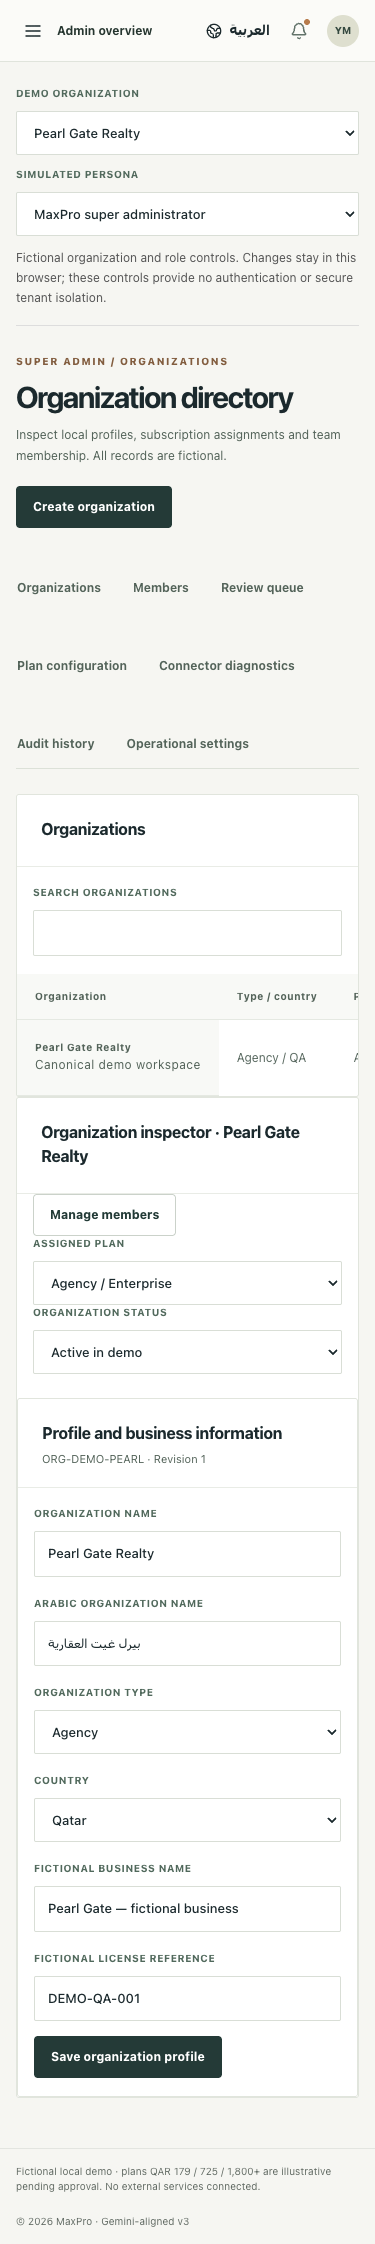 Admin overview
العربية
YM
DEMO ORGANIZATION
Pearl Gate Realty
SIMULATED PERSONA
MaxPro super administrator
Fictional organization and role controls. Changes stay in this
browser; these controls provide no authentication or secure
tenant isolation.
SUPER ADMIN / ORGANIZATIONS
Organization directory
Inspect local profiles, subscription assignments and team
membership. All records are fictional.
Create organization
Organizations Members Review queue
Plan configuration Connector diagnostics
Audit history Operational settings
Organizations
SEARCH ORGANIZATIONS
Organization Type / country
Pearl Gate Realty
Canonical demo workspace
Agency / QA
Organization inspector · Pearl Gate
Realty
Manage members
ASSIGNED PLAN
Agency / Enterprise
ORGANIZATION STATUS
Active in demo
Profile and business information
ORG-DEMO-PEARL · Revision 1
ORGANIZATION NAME
Pearl Gate Realty
ARABIC ORGANIZATION NAME
بيرل غيت العقارية
ORGANIZATION TYPE
Agency
COUNTRY
Qatar
FICTIONAL BUSINESS NAME
Pearl Gate — fictional business
FICTIONAL LICENSE REFERENCE
DEMO-QA-001
Save organization profile
Fictional local demo · plans QAR 179 / 725 / 1,800+ are illustrative
pending approval. No external services connected.
© 2026 MaxPro · Gemini-aligned v3